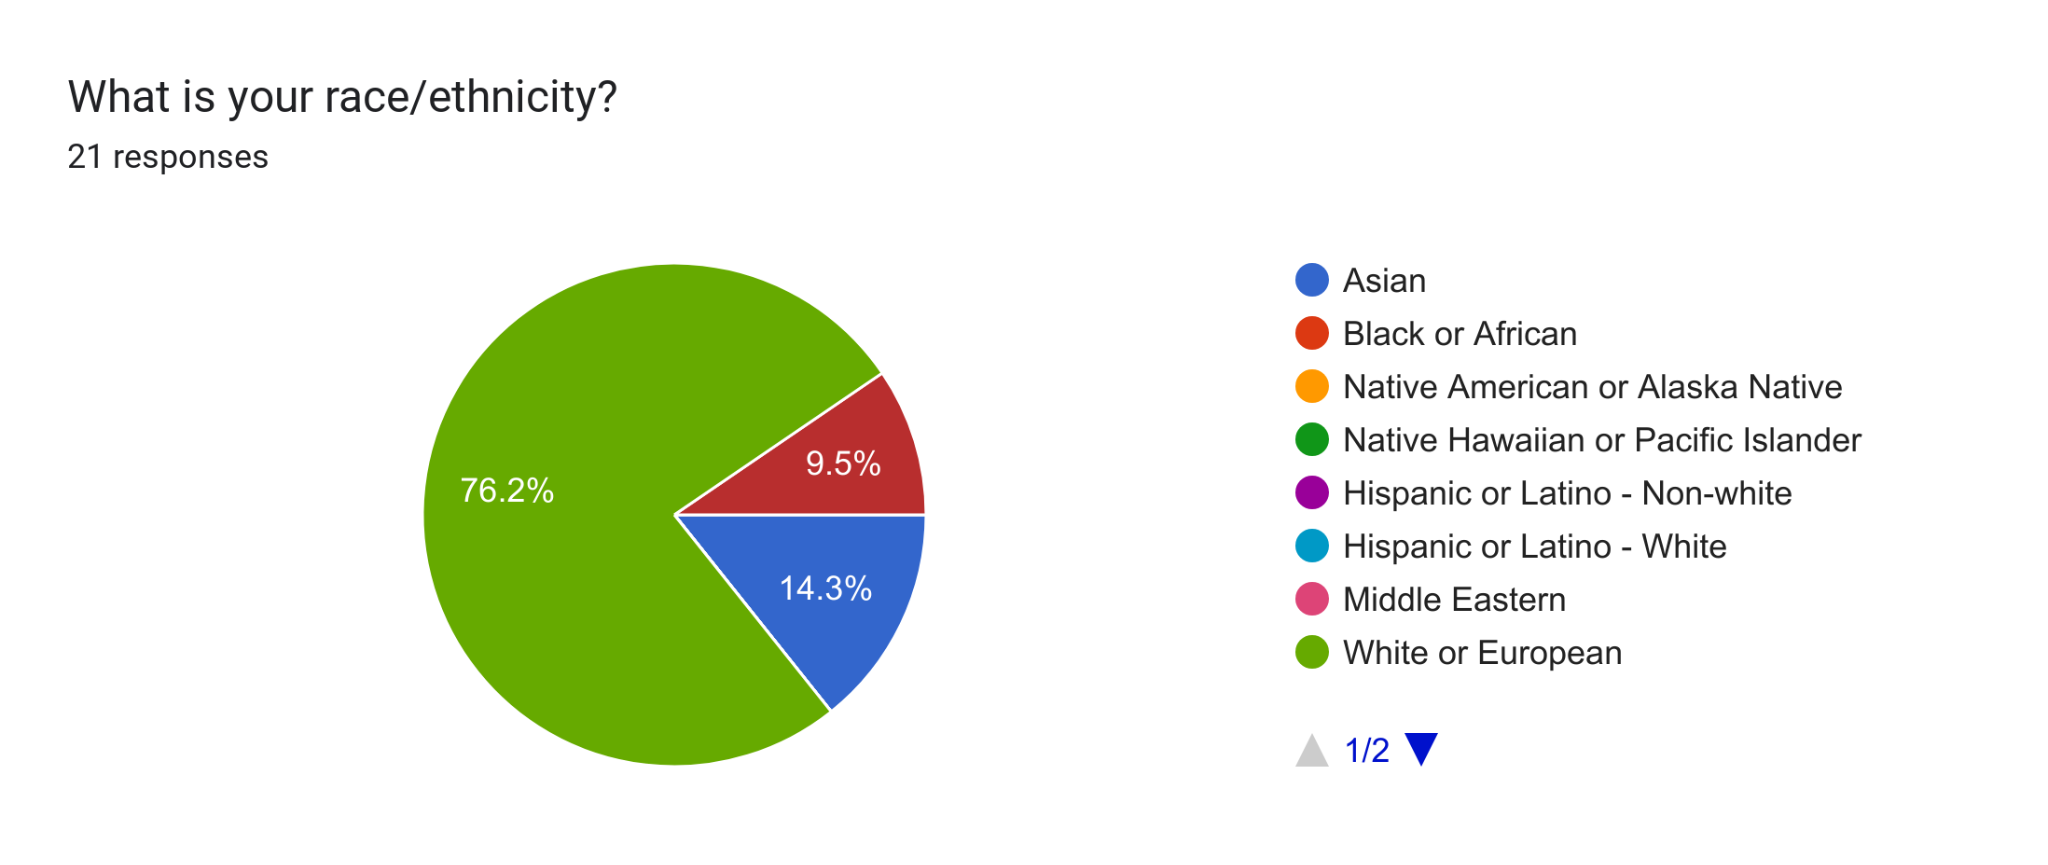 What is your race/ethnicity?
21 responses
76.2%
9.5%
14.3%
Asian
Black or African
Native American or Alaska Native
Native Hawaiian or Pacific Islander
Hispanic or Latino - Non-white
Hispanic or Latino - White
Middle Eastern
White or European
1/2